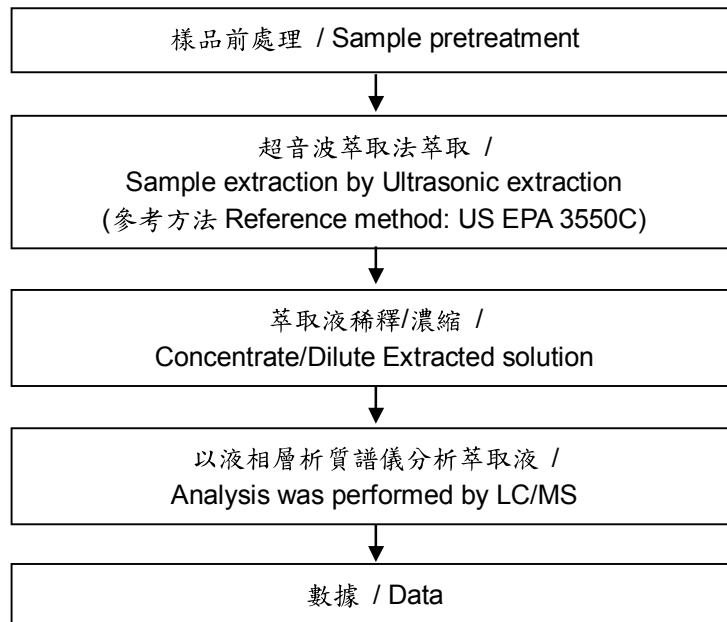 樣品前處理 / Sample pretreatment
超音波萃取法萃取 /
Sample extraction by Ultrasonic extraction
(參考方法 Reference method: US EPA 3550C)
萃取液稀釋/濃縮 /
Concentrate/Dilute Extracted solution
以液相層析質譜儀分析萃取液 /
Analysis was performed by LC/MS
數據 / Data